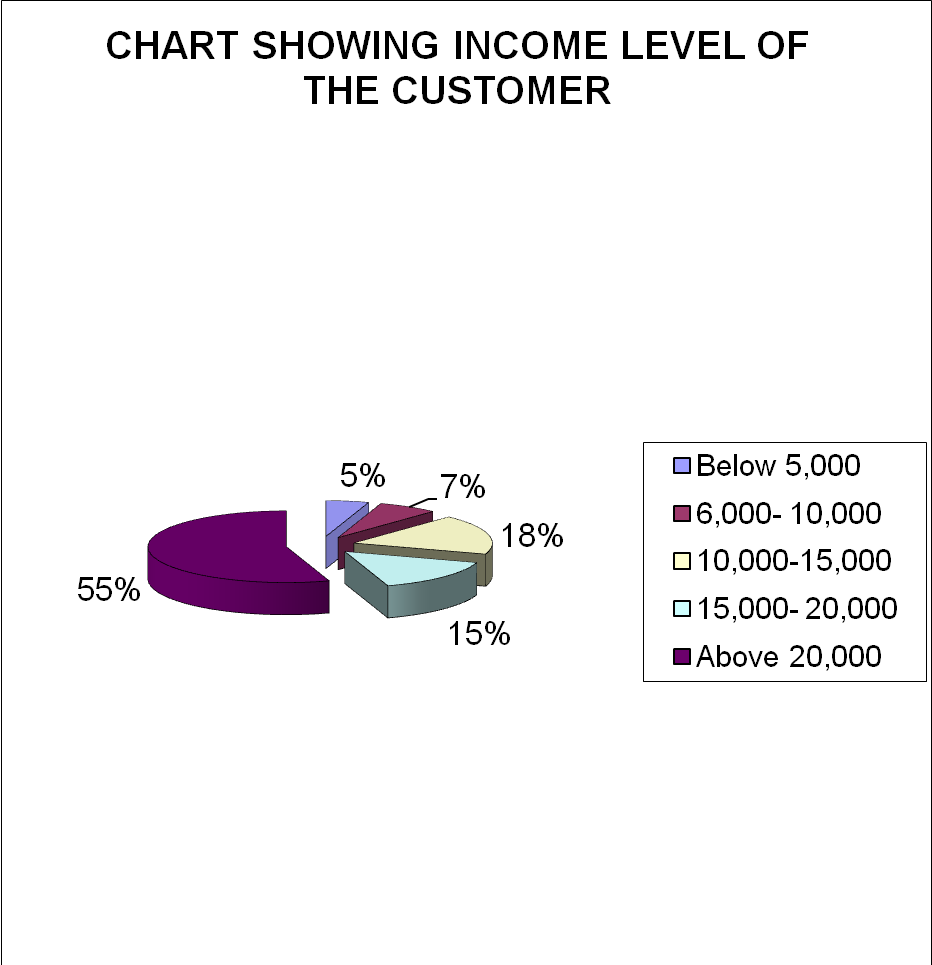 CHART SHOWING INCOME LEVEL OF
THE CUSTOMER
5%
7%
18%
15%
55%
Below 5,000
6,000- 10,000
10,000-15,000
15,000- 20,000
Above 20,000